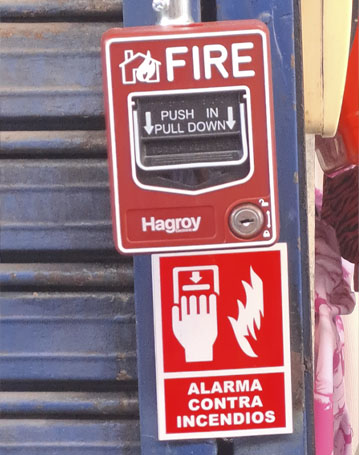 FIRE
PUSH IN
PULL DOWN
Hagroy
ALARMA
CONTRA
INCENDIOS